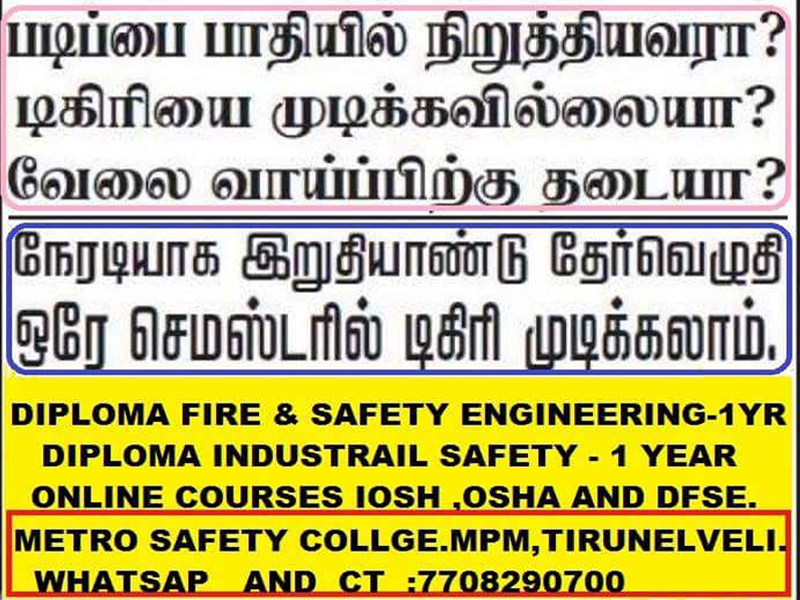 படிப்பை பாதியில் நிறுத்தியவரா?
டிகிரியை முடிக்கவில்லையா?
வேலை வாய்ப்பிற்கு தடையா?
நேரடியாக இறுதியாண்டு தேர்வெழுதி
ஒரே செமஸ்டரில் டிகிரி முடிக்கலாம்.
DIPLOMA FIRE & SAFETY ENGINEERING-1YR
DIPLOMA INDUSTRAIL SAFETY - 1 YEAR
ONLINE COURSES IOSH ,OSHA AND DFSE.
METRO SAFETY COLLGE.MPM,TIRUNELVELI.
WHATSAP AND CT :7708290700